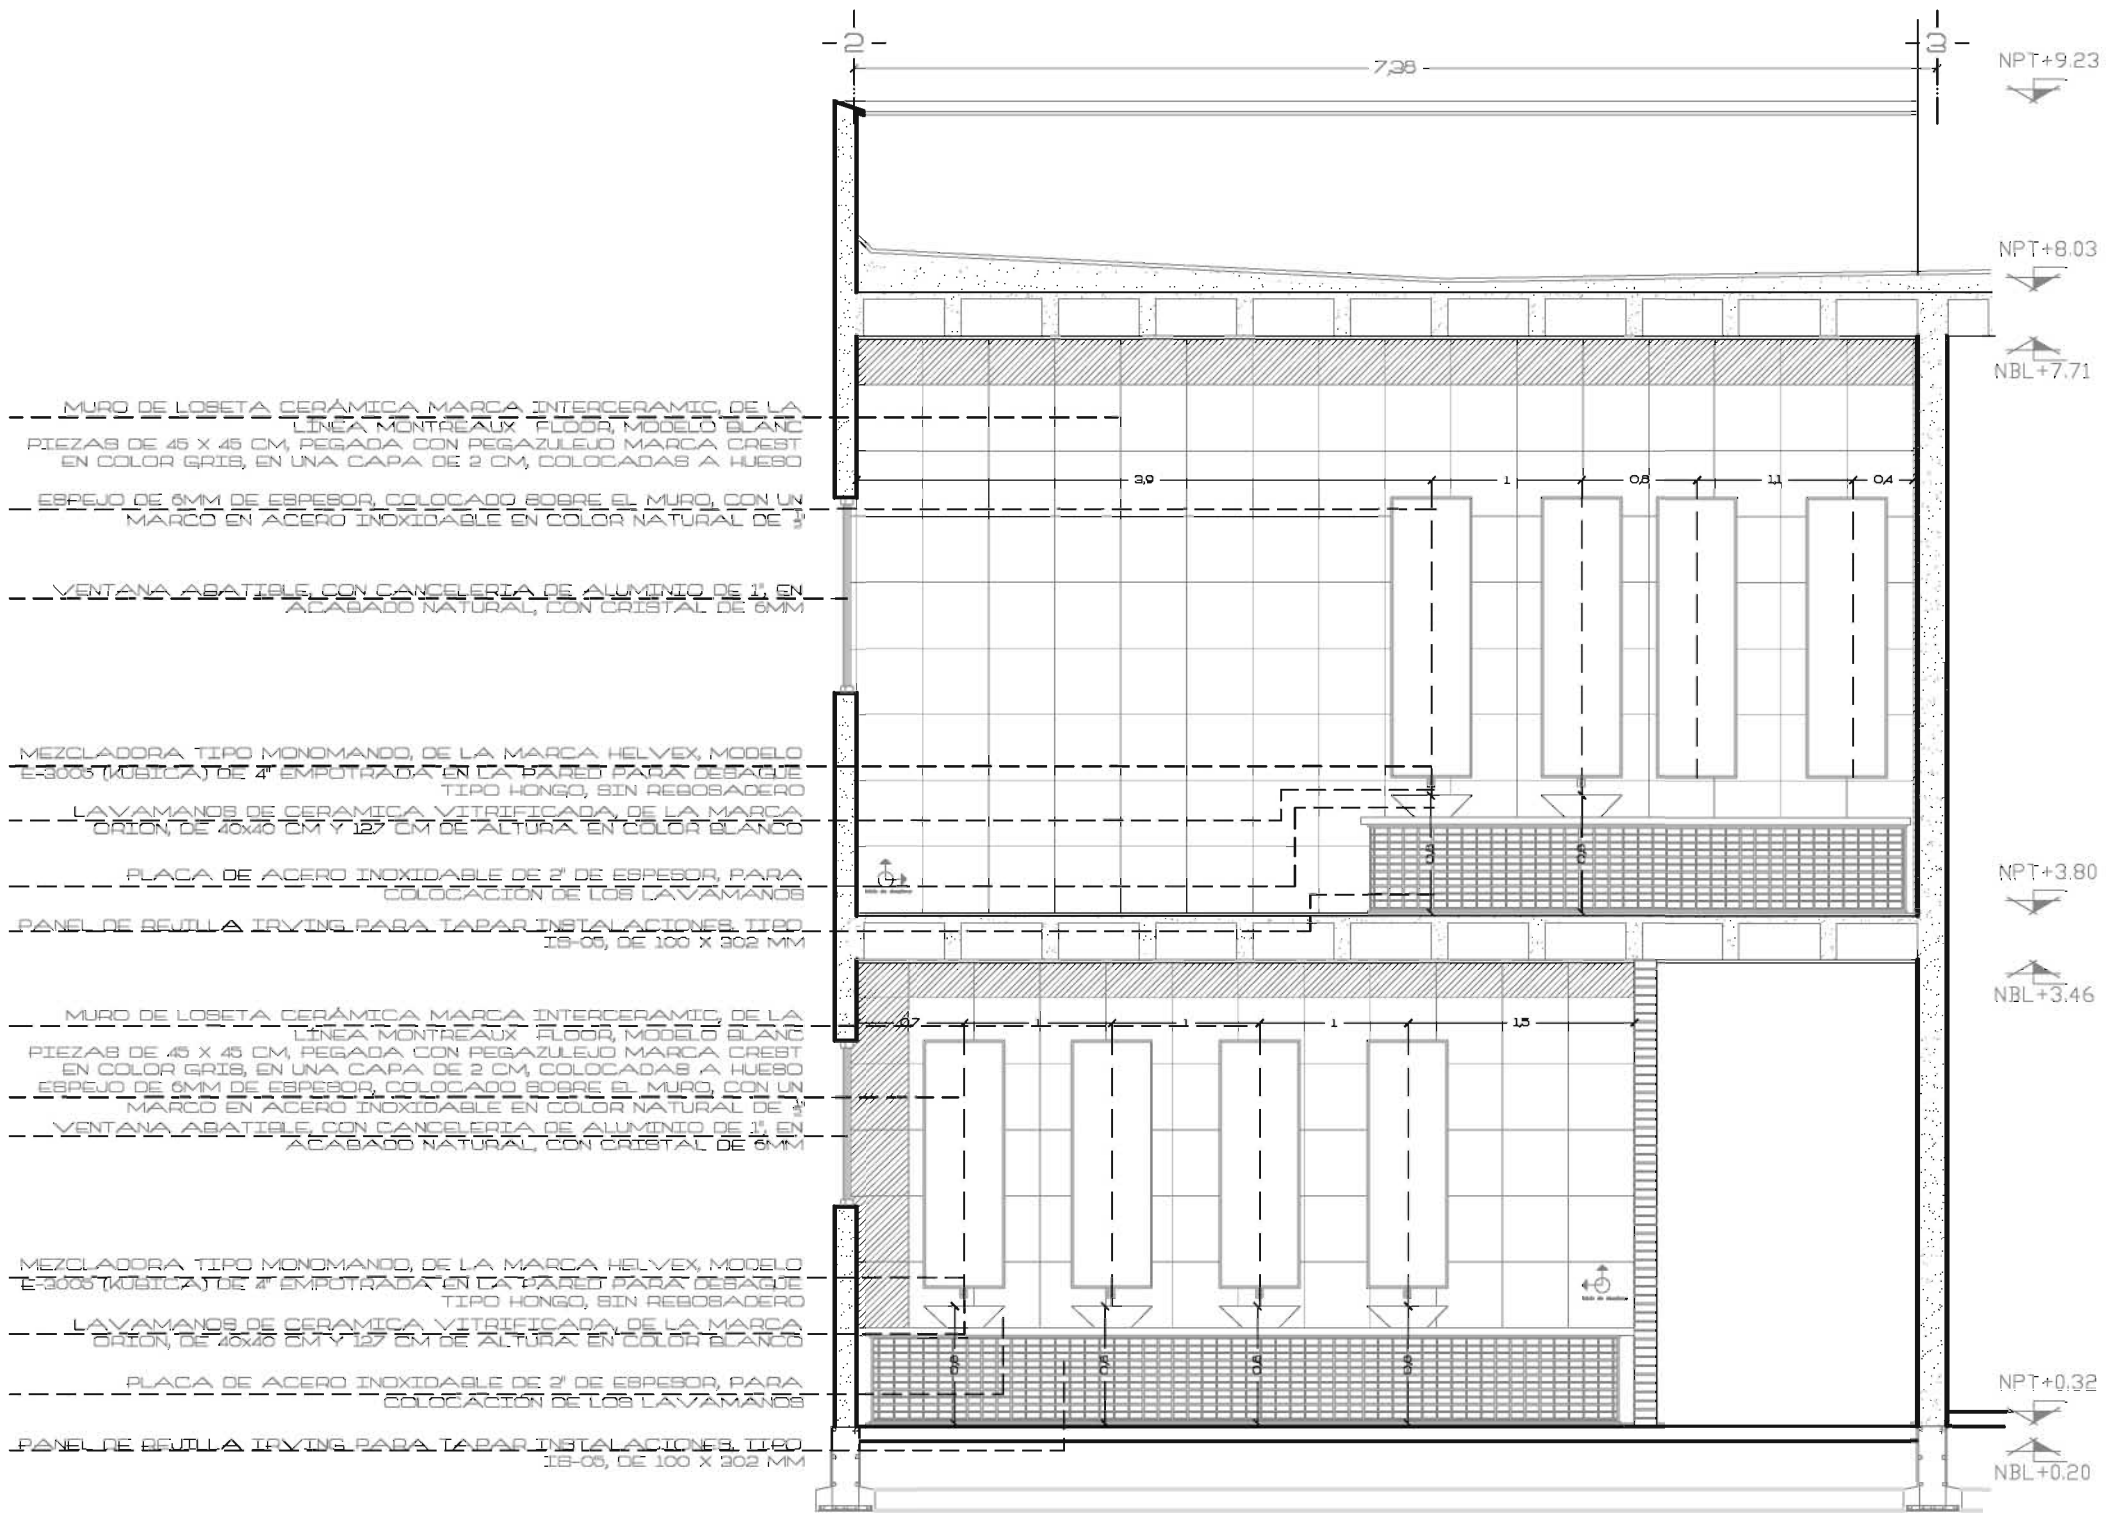 2
3
7,38
NPT+9.23
NPT+8.03
NBL+7.71
MURO DE LOSETA CERÁMICA MARCA INTERCERAMIC, DE LA
LÍNEA MONTREAUX FLOOR, MODELO BLANC
PIEZAS DE 45 X 45 CM, PEGADA CON PEGAZULEJO MARCA CREST
EN COLOR GRIS, EN UNA CAPA DE 2 CM, COLOCADAS A HUESO
3,9
1
0,8
1,1
0,4
ESPEJO DE 6MM DE ESPESOR, COLOCADO SOBRE EL MURO, CON UN
MARCO EN ACERO INOXIDABLE EN COLOR NATURAL DE
VENTANA ABATIBLE, CON CANCELERIA DE ALUMINIO DE 1", EN
ACABADO NATURAL, CON CRISTAL DE 6MM
MEZCLADORA TIPO MONOMANDO, DE LA MARCA HELVEX, MODELO
E-3005 (KUBICA) DE 4" EMPOTRADA EN LA PARED PARA DESAGUE
TIPO HONGO, SIN REBOSADERO
LAVAMANOS DE CERAMICA VITRIFICADA, DE LA MARCA
ORION, DE 40x40 CM Y 127 CM DE ALTURA EN COLOR BLANCO
PLACA DE ACERO INOXIDABLE DE 2" DE ESPESOR, PARA
COLOCACIÓN DE LOS LAVAMANOS
NPT+3.80
PANEL DE REJILLA IRVING PARA TAPAR INSTALACIONES, TIPO
IS-05, DE 100 X 302 MM
NBL+3.46
MURO DE LOSETA CERÁMICA MARCA INTERCERAMIC, DE LA
LÍNEA MONTREAUX FLOOR, MODELO BLANC
PIEZAS DE 45 X 45 CM, PEGADA CON PEGAZULEJO MARCA CREST
EN COLOR GRIS, EN UNA CAPA DE 2 CM, COLOCADAS A HUESO
0,7
1
1
1
1,5
ESPEJO DE 6MM DE ESPESOR, COLOCADO SOBRE EL MURO, CON UN
MARCO EN ACERO INOXIDABLE EN COLOR NATURAL DE
VENTANA ABATIBLE, CON CANCELERIA DE ALUMINIO DE 1", EN
ACABADO NATURAL, CON CRISTAL DE 6MM
MEZCLADORA TIPO MONOMANDO, DE LA MARCA HELVEX, MODELO
E-3005 (KUBICA) DE 4" EMPOTRADA EN LA PARED PARA DESAGUE
TIPO HONGO, SIN REBOSADERO
LAVAMANOS DE CERAMICA VITRIFICADA, DE LA MARCA
ORION, DE 40x40 CM Y 127 CM DE ALTURA EN COLOR BLANCO
PLACA DE ACERO INOXIDABLE DE 2" DE ESPESOR, PARA
COLOCACIÓN DE LOS LAVAMANOS
NPT+0.32
PANEL DE REJILLA IRVING PARA TAPAR INSTALACIONES, TIPO
IS-05, DE 100 X 302 MM
NBL+0.20